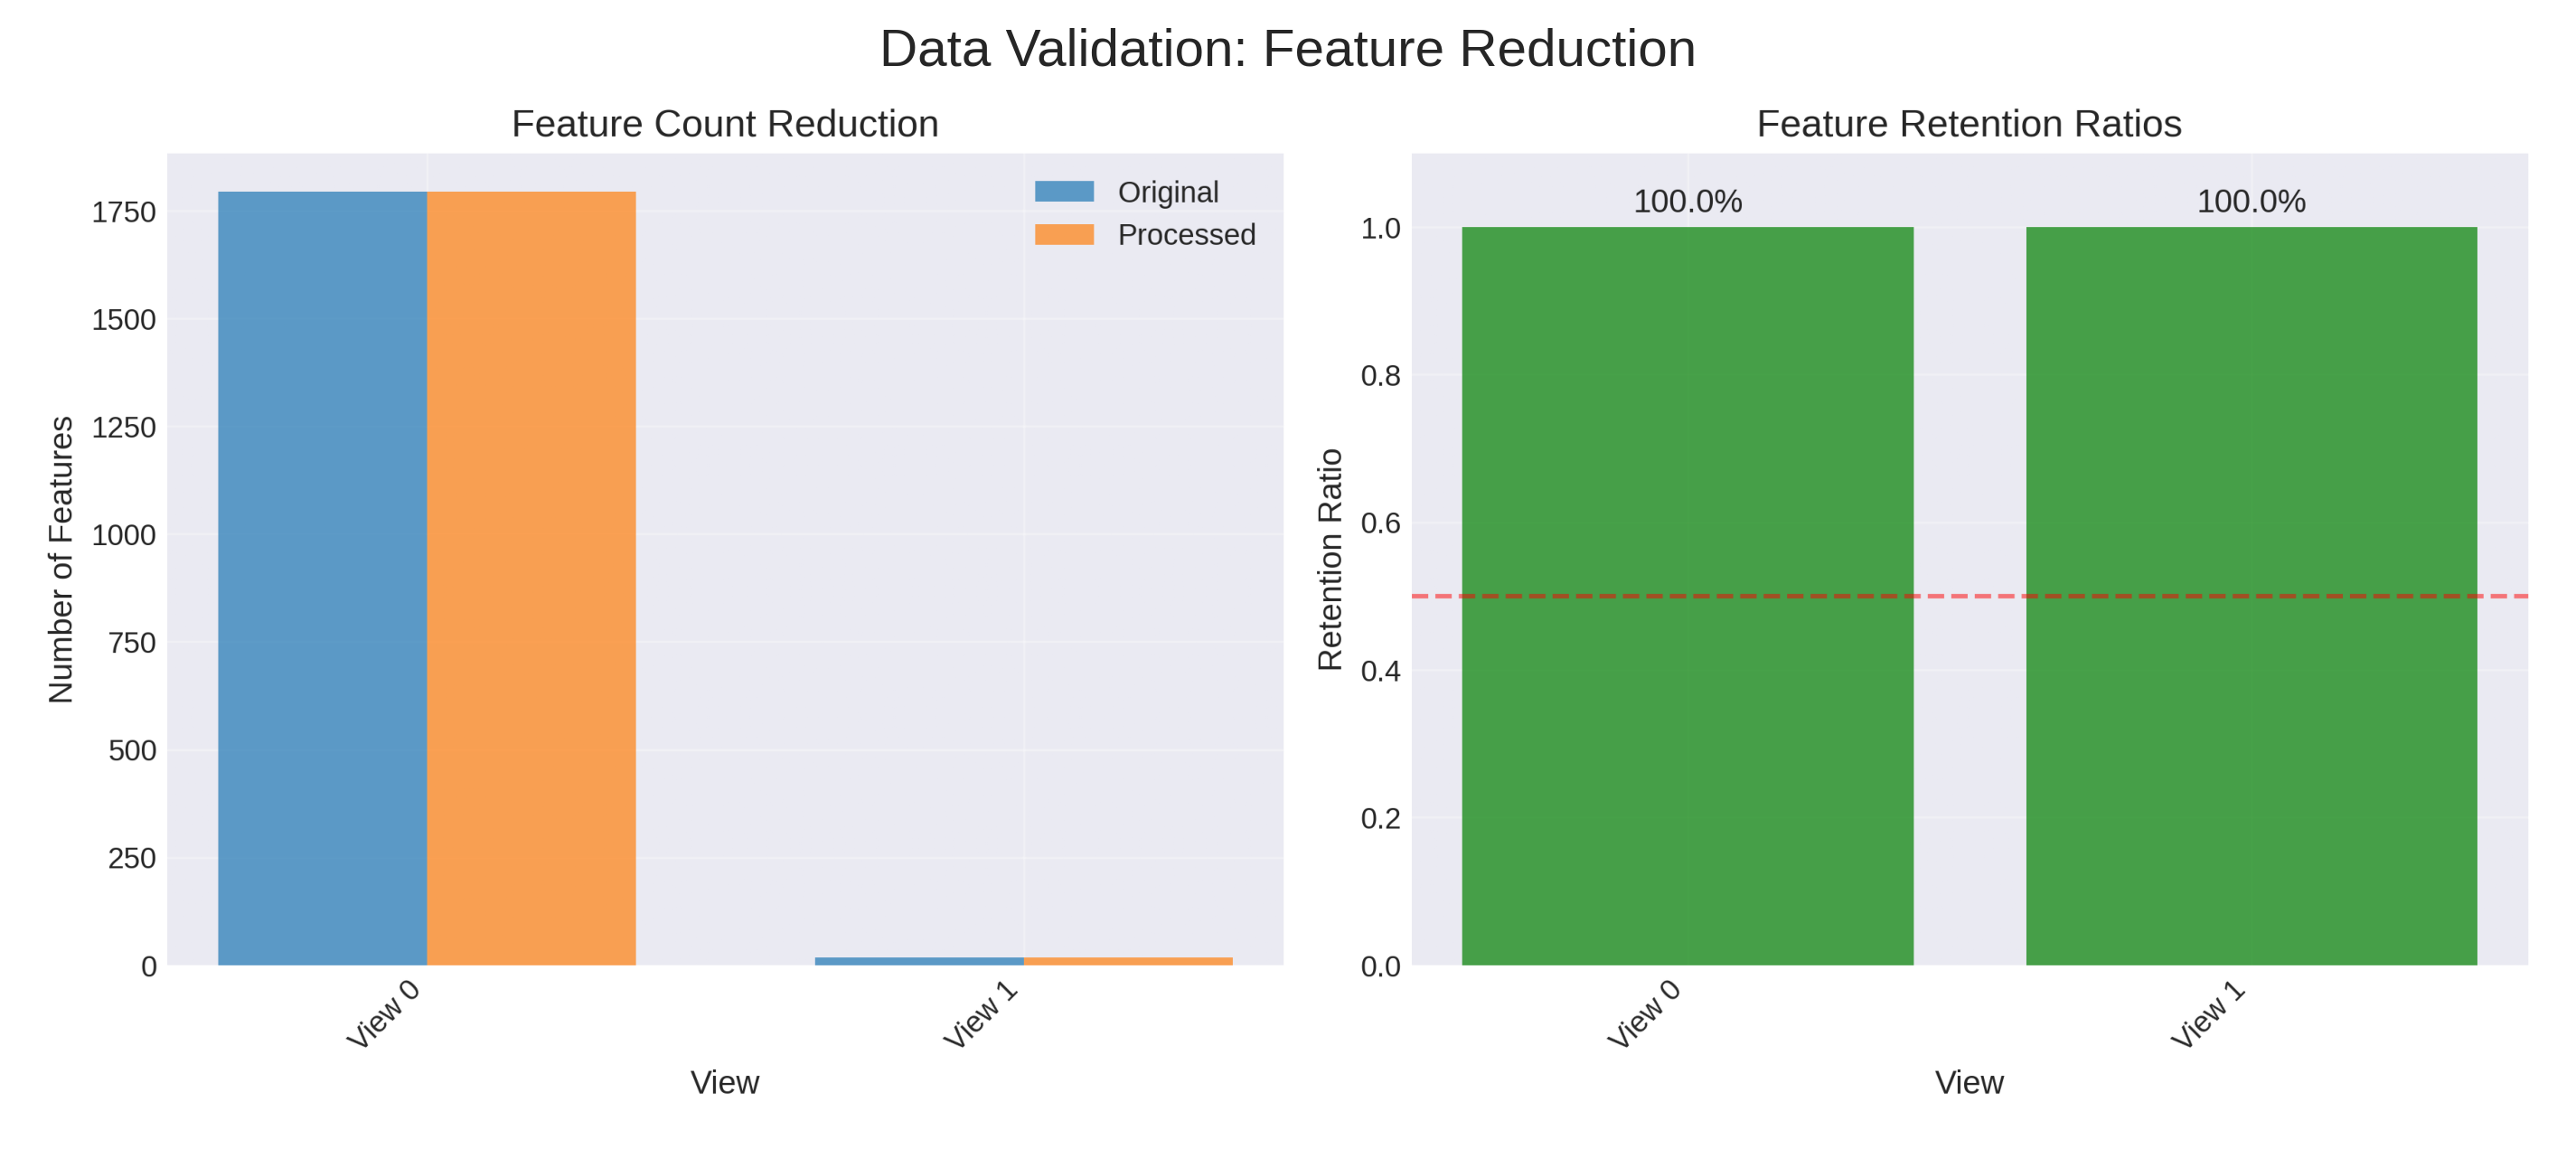 Data Validation: Feature Reduction
Feature Count Reduction
Number of Features
1750
1500
1250
1000
750
500
250
0
Original
Processed
View 0
View 1
View
Feature Retention Ratios
Retention Ratio
1.0
0.8
0.6
0.4
0.2
0.0
100.0%
100.0%
View 0
View 1
View